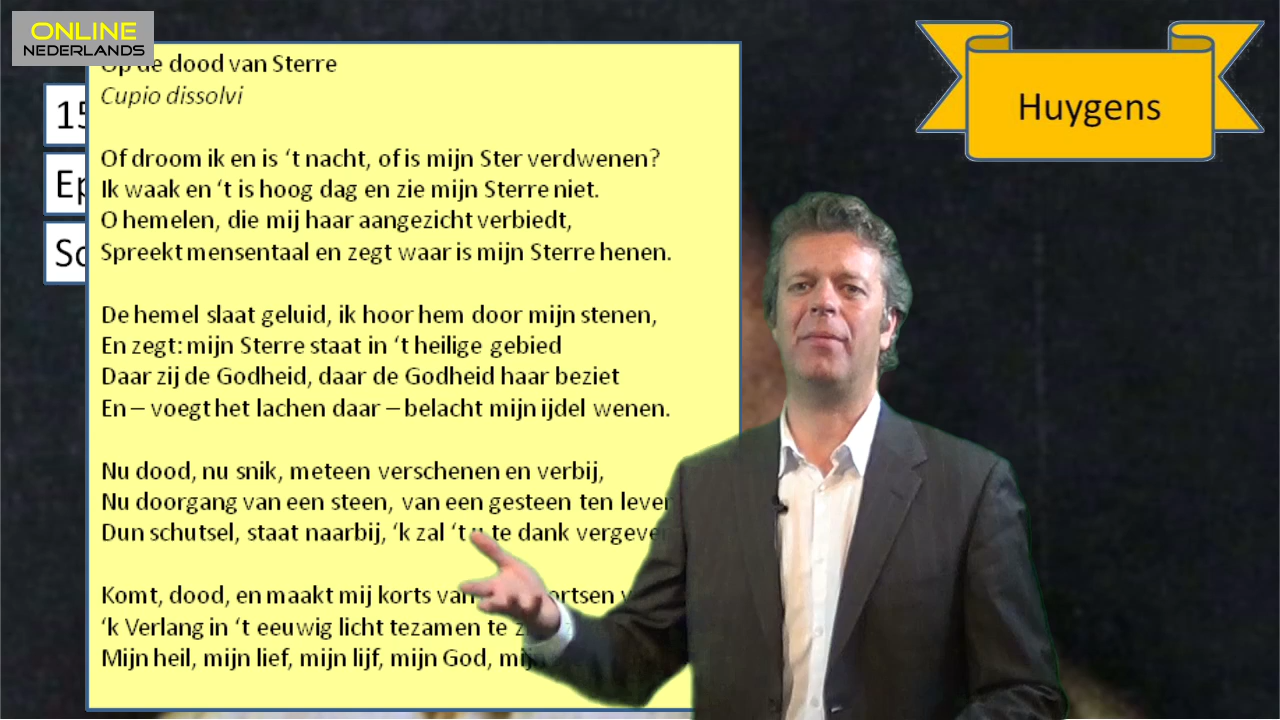 ONLINE
NEDERLANDS
Huygens
15
Ep
Op de dood van Sterre
Cupio dissolvi
Of droom ik en is ‘t nacht, of is mijn Ster verdwenen?
Ik waak en ‘t is hoog dag en zie mijn Sterre niet.
O hemelen, die mij haar aangezicht verbiedt,
Spreekt mensentaal en zegt waar is mijn Sterre henen.
De hemel slaat geluid, ik hoor hem door mijn stenen,
En zegt: mijn Sterre staat in ‘t heilige gebied
Daar zij de Godheid, daar de Godheid haar beziet
En – voegt het lachen daar – belacht mijn ijdel wenen.
Nu dood, nu snik, meteen verschenen en verbij,
Nu doorgang van een steen, van een gesteen ten leven
Dun schutsel, staat naarbij, ‘k zal ‘t u te dank vergeven
Komt, dood, en maakt mij korts van
‘k Verlang in ‘t eeuwig licht tezamen te
Mijn heil, mijn lief, mijn lijf, mijn God,